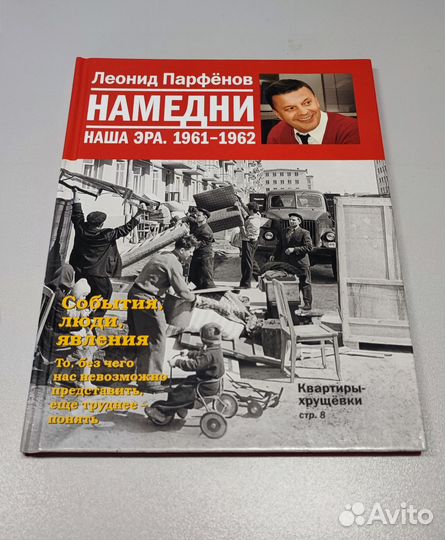 Леонид Парфёнов
НАМЕДНИ
НАША ЭРА. 1961–1962
События,
люди,
явления
То, без чего
нас невозможно
представить,
ещё труднее –
понять
Квартиры-
хрущёвки
стр. 8
Avito